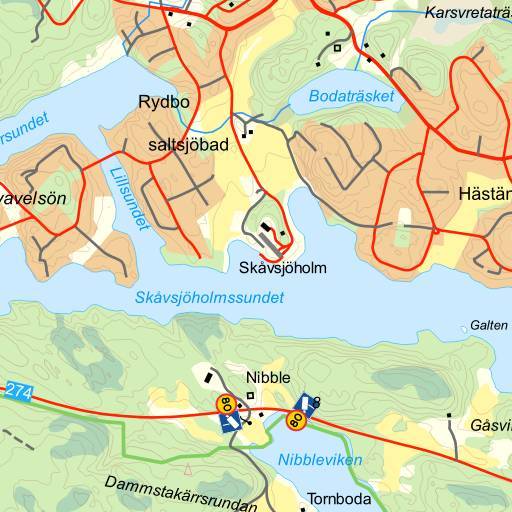 Karsvretaträ
Rydbo
saltsjöbad
Bodaträsket
rsundet
Lillsundet
vavelsön
Hästän
Skåvsjöholm
Skåvsjöholmssundet
Galten
Nibble
274
80
7
8
80
Gåsvi
Nibbleviken
Dammstakärrsrundan
Tornboda